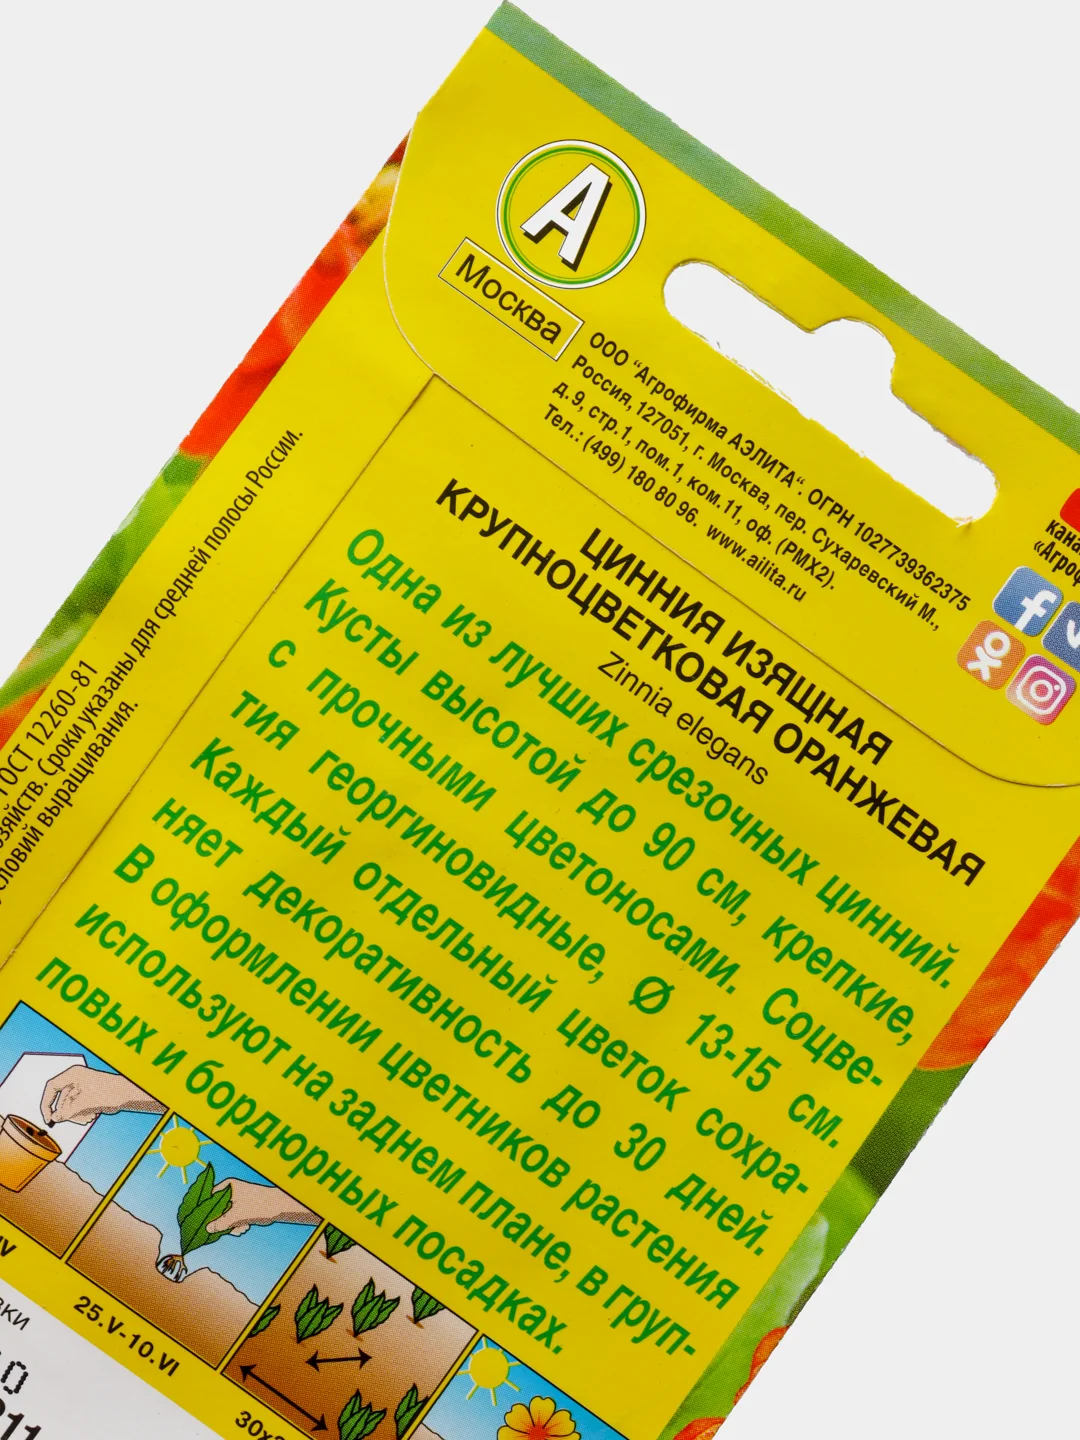 А
Москва
ООО “Агрофирма АЭЛИТА“. ОГРН 1027739362375
Россия, 127051, г. Москва, пер. Сухаревский М.,
д. 9, стр. 1, пом. 1, ком. 11, оф. (РМХ2).
Тел.: (499) 180 80 96. www.ailita.ru
ЦИННИЯ ИЗЯЩНАЯ
КРУПНОЦВЕТКОВАЯ ОРАНЖЕВАЯ
Zinnia elegans
Одна из лучших срезочных цинний.
Кусты высотой до 90 см, крепкие,
с прочными цветоносами. Соцве-
тия георгиновидные, Ø 13-15 см.
Каждый отдельный цветок сохра-
няет декоративность до 30 дней.
В оформлении цветников растения
используют на заднем плане, в груп-
повых и бордюрных посадках.
ГОСТ 12260-81
Сроки указаны для средней полосы России.
условий выращивания.
25.V-10.VI